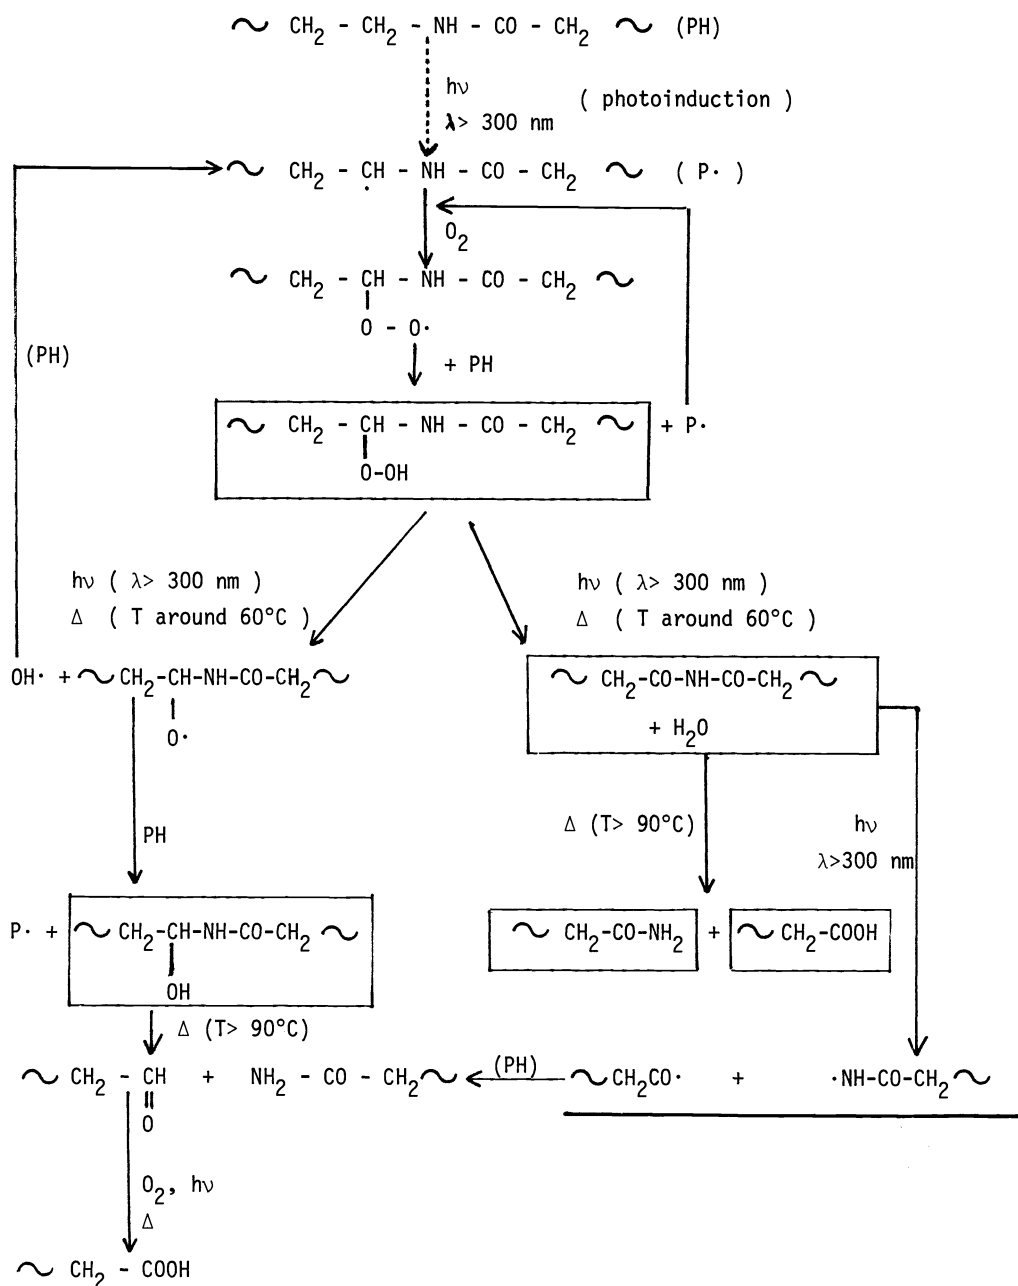 ~ CH₂ - CH₂ - NH - CO - CH₂ ~ (PH)
hν
( photoinduction )
λ> 300 nm
~ CH₂ - CH - NH - CO - CH₂ ~ ( P· )
·
O₂
~ CH₂ - CH - NH - CO - CH₂ ~
O - O·
(PH)
+ PH
~ CH₂ - CH - NH - CO - CH₂ ~ + P·
O-OH
hν ( λ> 300 nm )
Δ ( T around 60°C )
hν ( λ> 300 nm )
Δ ( T around 60°C )
OH· + ~ CH₂-CH-NH-CO-CH₂ ~
O·
~ CH₂-CO-NH-CO-CH₂ ~
+ H₂O
PH
Δ (T> 90°C)
hν
λ>300 nm
P· + ~ CH₂-CH-NH-CO-CH₂ ~
OH
~ CH₂-CO-NH₂ + ~ CH₂-COOH
Δ (T> 90°C)
~ CH₂ - CH + NH₂ - CO - CH₂ ~
O
(PH)
~ CH₂CO· + ·NH-CO-CH₂ ~
O₂, hν
Δ
~ CH₂ - COOH